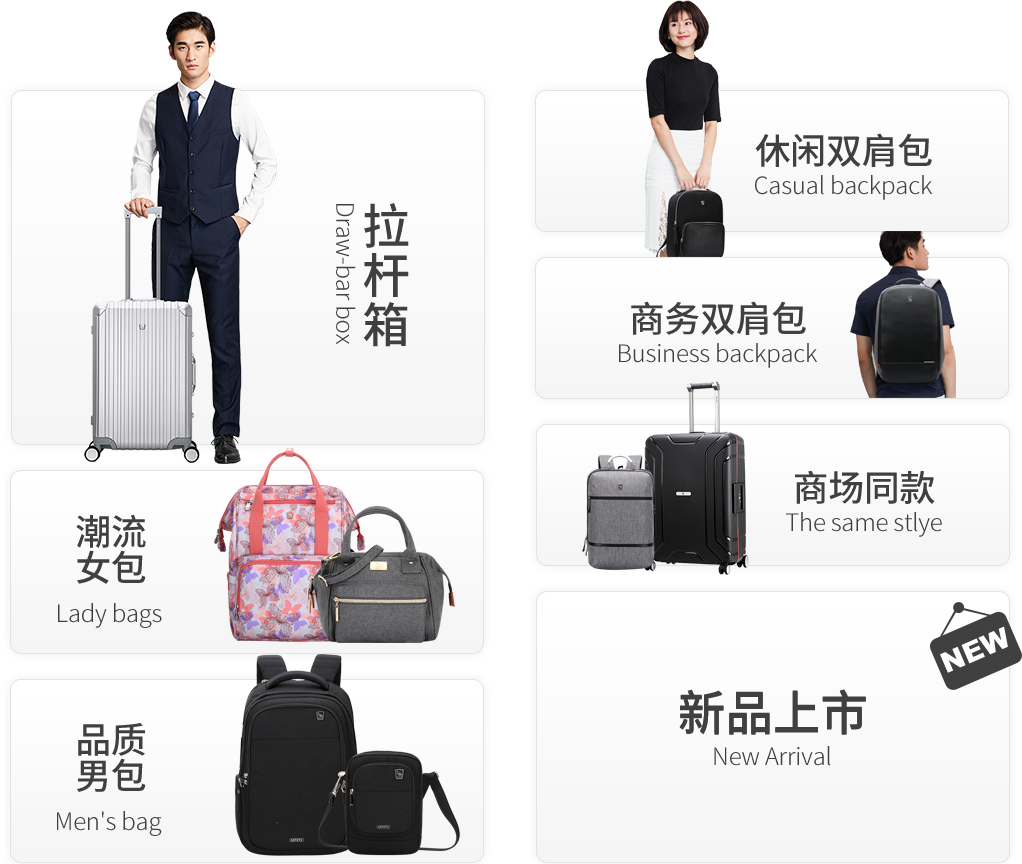 拉杆箱
Draw-bar box
潮流
女包
Lady bags
品质
男包
Men's bag
休闲双肩包
Casual backpack
商务双肩包
Business backpack
商场同款
The same stlye
NEW
新品上市
New Arrival